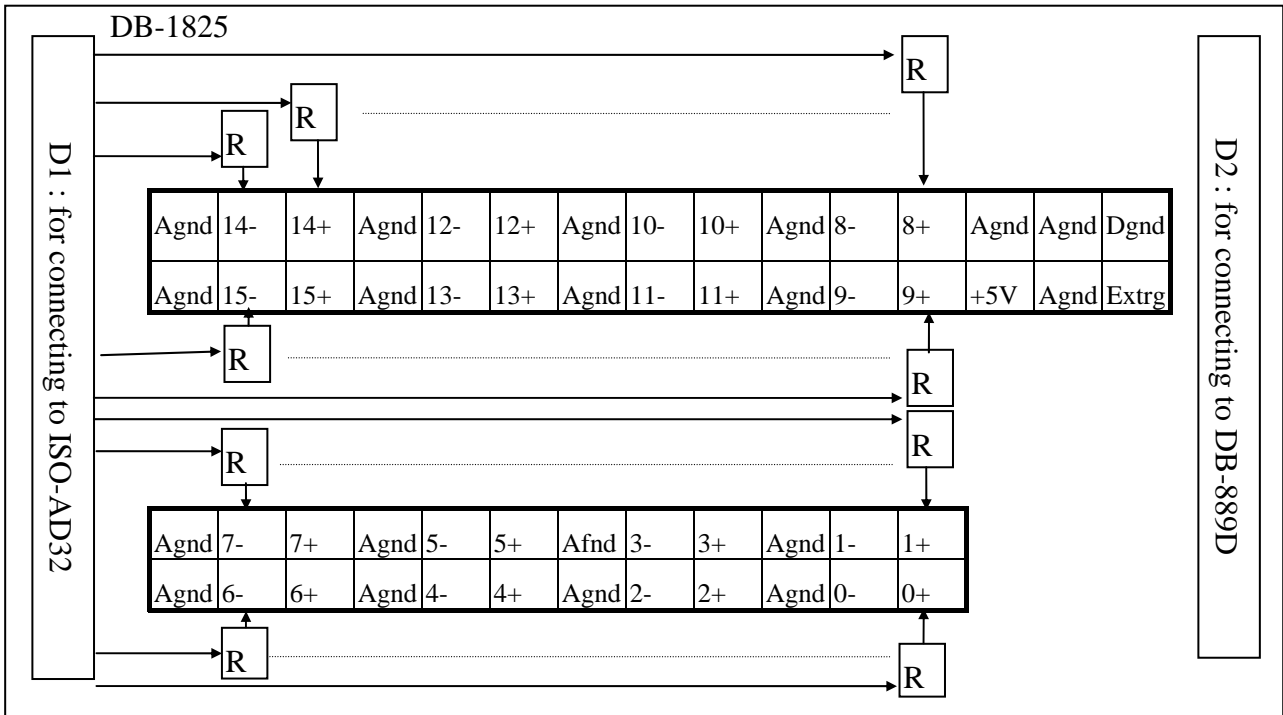 DB-1825
R
R
R
D1 : for connecting to ISO-AD32
D2 : for connecting to DB-889D
Agnd 14- 14+ Agnd 12- 12+ Agnd 10- 10+ Agnd 8- 8+ Agnd Agnd Dgnd
Agnd 15- 15+ Agnd 13- 13+ Agnd 11- 11+ Agnd 9- 9+ +5V Agnd Extrg
R
R
R
R
Agnd 7- 7+ Agnd 5- 5+ Afnd 3- 3+ Agnd 1- 1+
Agnd 6- 6+ Agnd 4- 4+ Agnd 2- 2+ Agnd 0- 0+
R
R